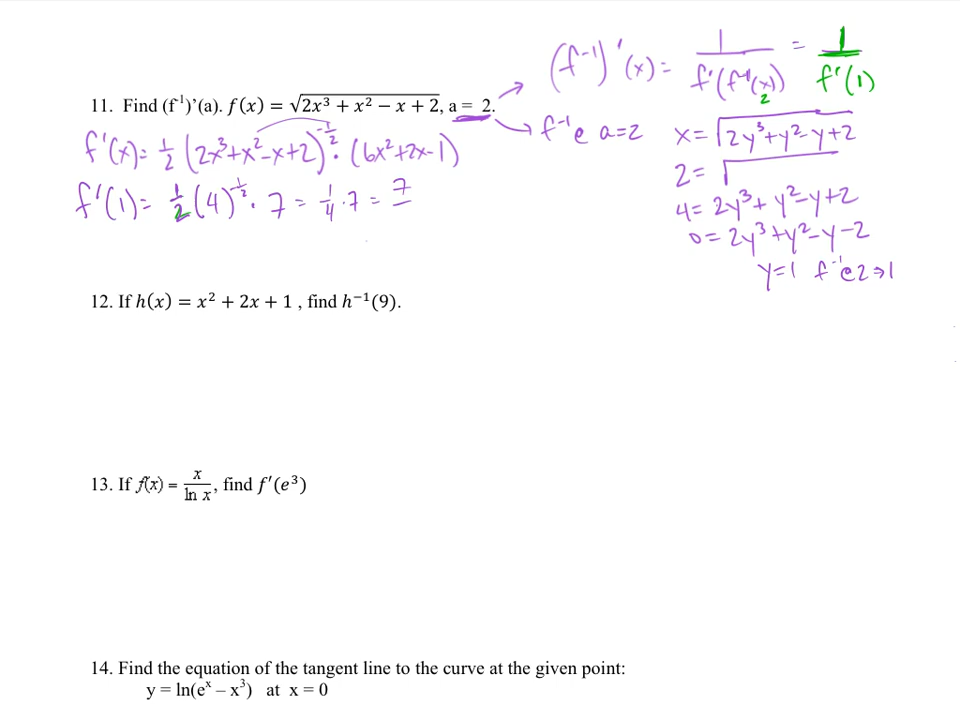 (f⁻¹)'(x) = 1/f'(f⁻¹(x)) = 1/f'(1)
2
11. Find (f⁻¹)’(a). f(x) = √(2x³ + x² − x + 2), a = 2.
f⁻¹ @ a=2
x = √(2y³+y²-y+2)
f'(x) = 1/2 (2x³+x²-x+2)^(-1/2) · (6x²+2x-1)
2 = √
f'(1) = 1/2 (4)^(-1/2) · 7 = 1/4 · 7 = 7/
4 = 2y³+y²-y+2
0 = 2y³+y²-y-2
y=1 f⁻¹@2⇒1
12. If h(x) = x² + 2x + 1 , find h⁻¹(9).
13. If f(x) = x/ln x, find f′(e³)
14. Find the equation of the tangent line to the curve at the given point:
y = ln(eˣ – x³) at x = 0